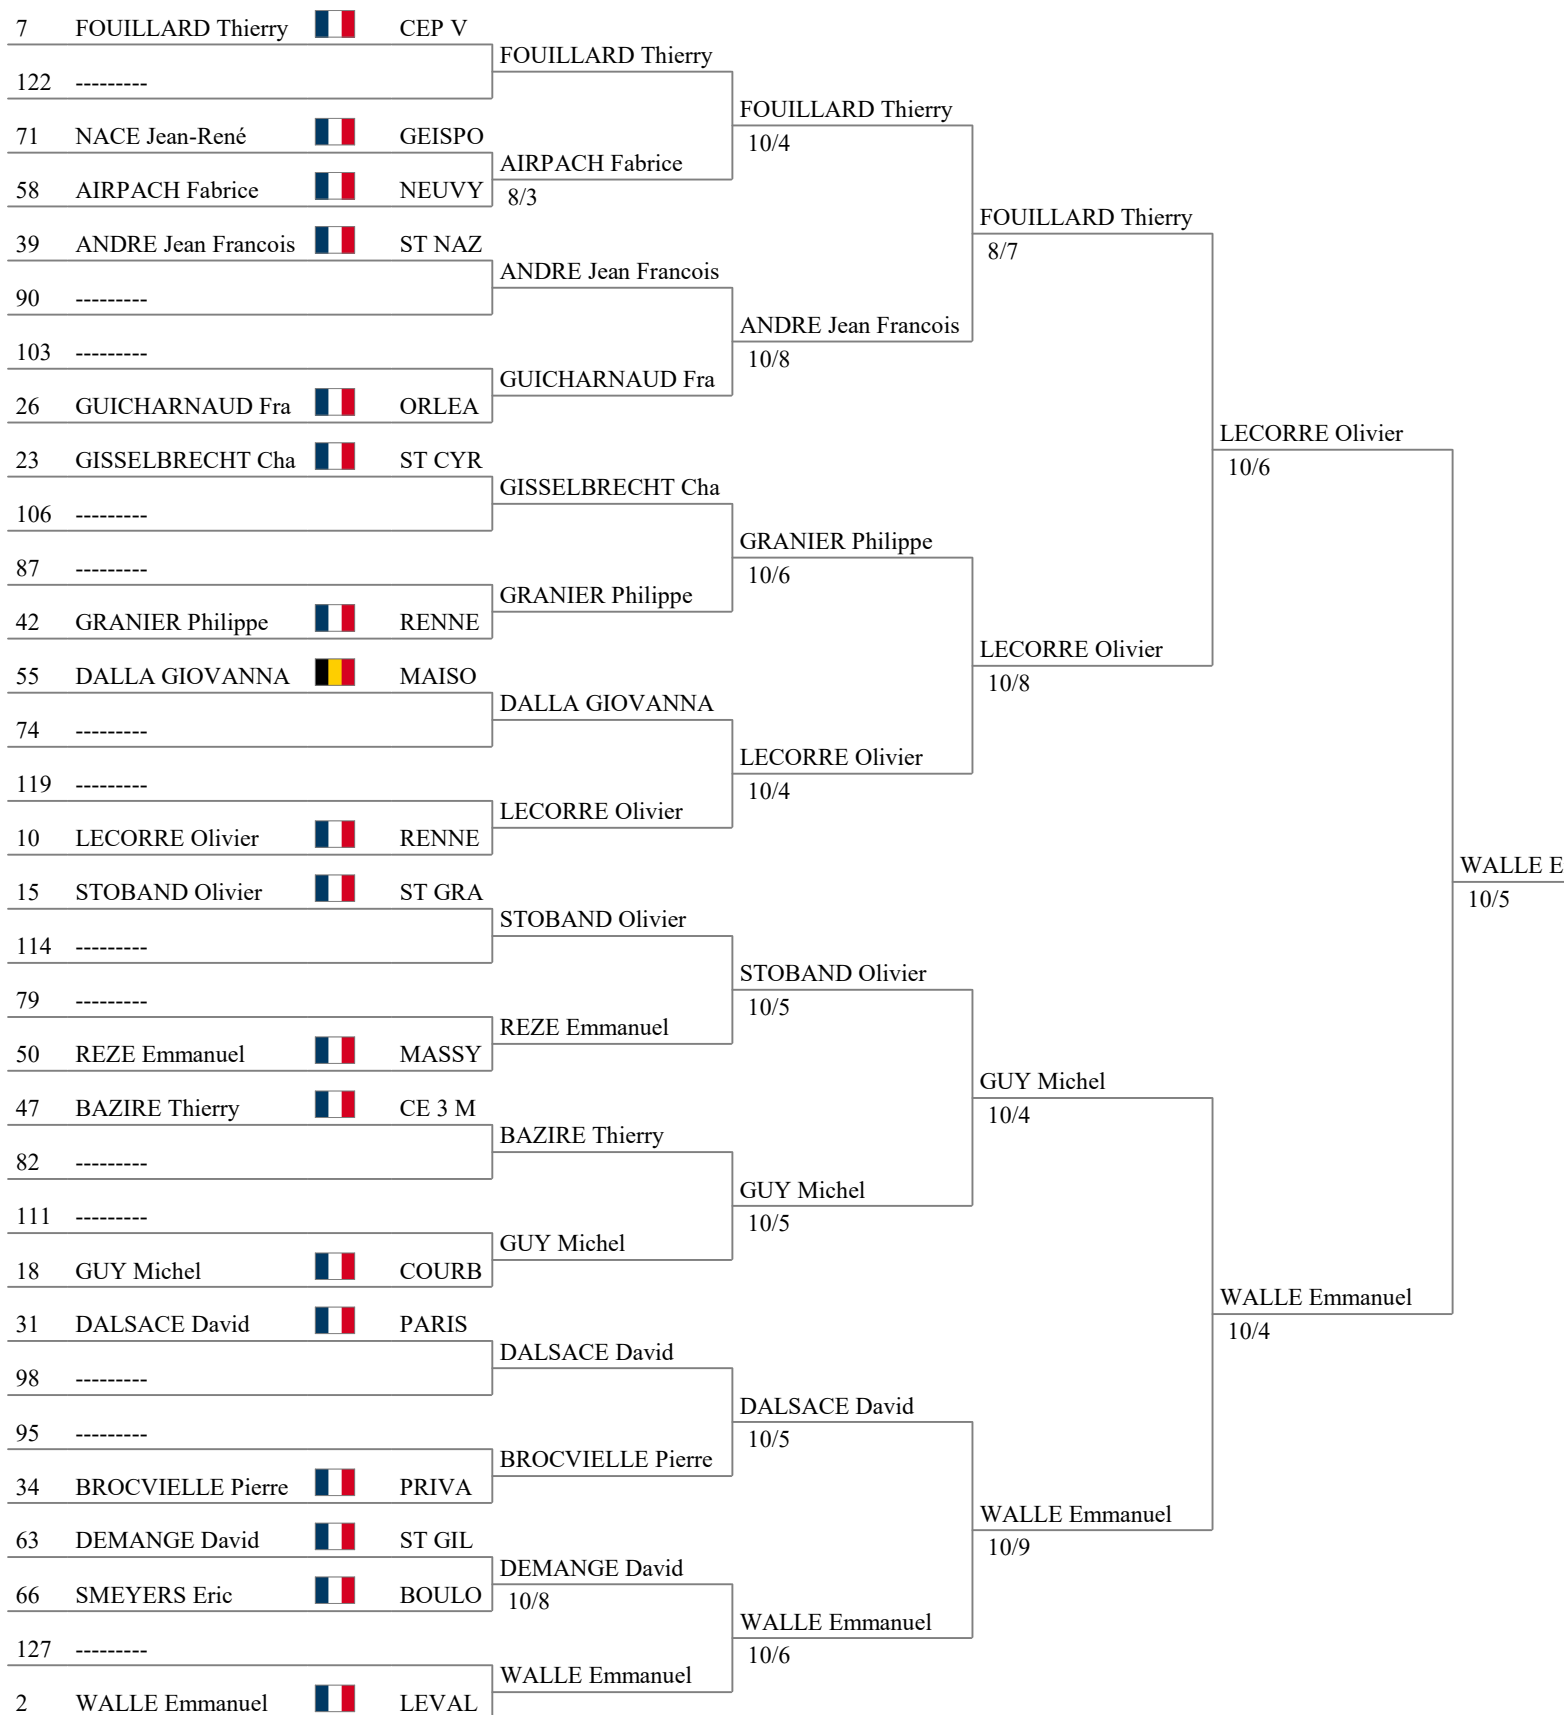 7 FOUILLARD Thierry CEP V
122 ---------
71 NACE Jean-René GEISPO
58 AIRPACH Fabrice NEUVY
39 ANDRE Jean Francois ST NAZ
90 ---------
103 ---------
26 GUICHARNAUD Fra ORLEA
23 GISSELBRECHT Cha ST CYR
106 ---------
87 ---------
42 GRANIER Philippe RENNE
55 DALLA GIOVANNA MAISO
74 ---------
119 ---------
10 LECORRE Olivier RENNE
15 STOBAND Olivier ST GRA
114 ---------
79 ---------
50 REZE Emmanuel MASSY
47 BAZIRE Thierry CE 3 M
82 ---------
111 ---------
18 GUY Michel COURB
31 DALSACE David PARIS
98 ---------
95 ---------
34 BROCVIELLE Pierre PRIVA
63 DEMANGE David ST GIL
66 SMEYERS Eric BOULO
127 ---------
2 WALLE Emmanuel LEVAL
FOUILLARD Thierry
AIRPACH Fabrice
8/3
ANDRE Jean Francois
GUICHARNAUD Fra
GISSELBRECHT Cha
GRANIER Philippe
DALLA GIOVANNA
LECORRE Olivier
STOBAND Olivier
REZE Emmanuel
BAZIRE Thierry
GUY Michel
DALSACE David
BROCVIELLE Pierre
DEMANGE David
10/8
WALLE Emmanuel
FOUILLARD Thierry
10/4
ANDRE Jean Francois
10/8
GRANIER Philippe
10/6
LECORRE Olivier
10/4
STOBAND Olivier
10/5
GUY Michel
10/5
DALSACE David
10/5
WALLE Emmanuel
10/6
FOUILLARD Thierry
8/7
LECORRE Olivier
10/8
GUY Michel
10/4
WALLE Emmanuel
10/9
LECORRE Olivier
10/6
WALLE Emmanuel
10/4
WALLE E
10/5